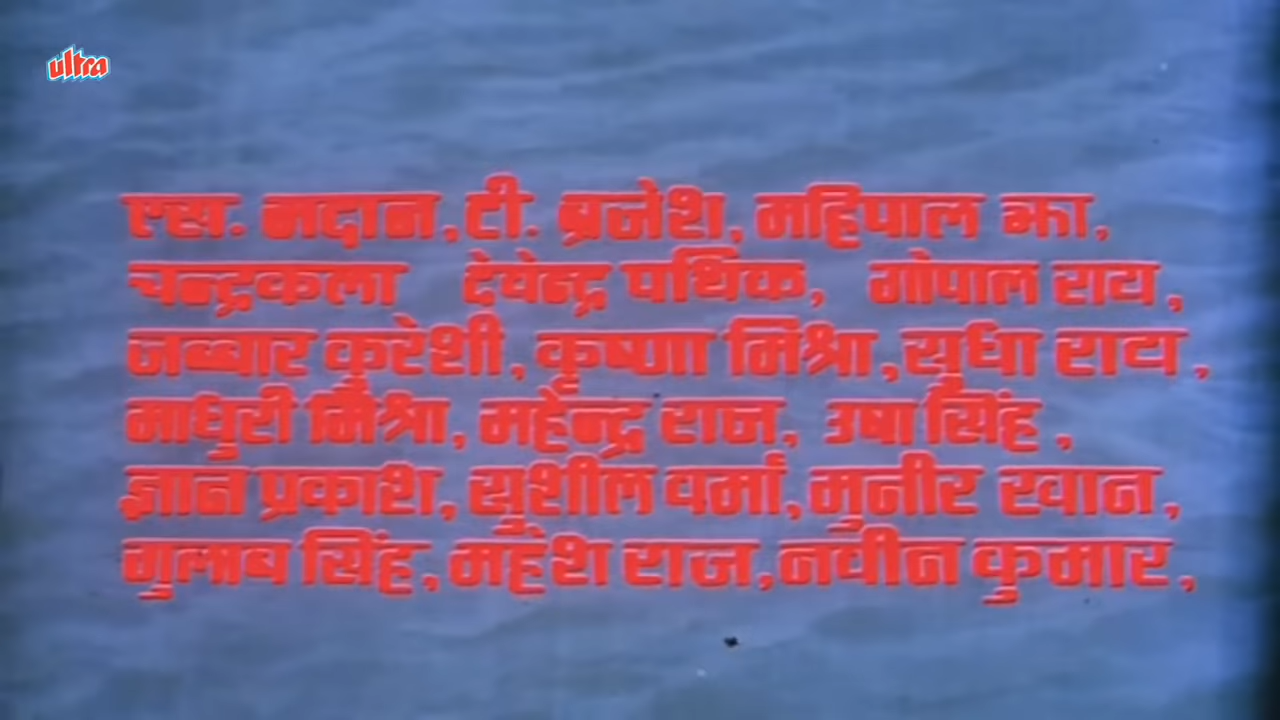 ultra
एस. मदान, टी. ब्रजेश, महिपाल झा,
चन्द्रकला देवेन्द्र पथिक, गोपाल राय,
जब्बार कुरेशी, कृष्णा मिश्रा, सुधा राय,
माधुरी मिश्रा, महेन्द्र राज, उषा सिंह,
ज्ञान प्रकाश, सुशील वर्मा, मुनीर खान,
गुलाब सिंह, महेश राज, नवीन कुमार,